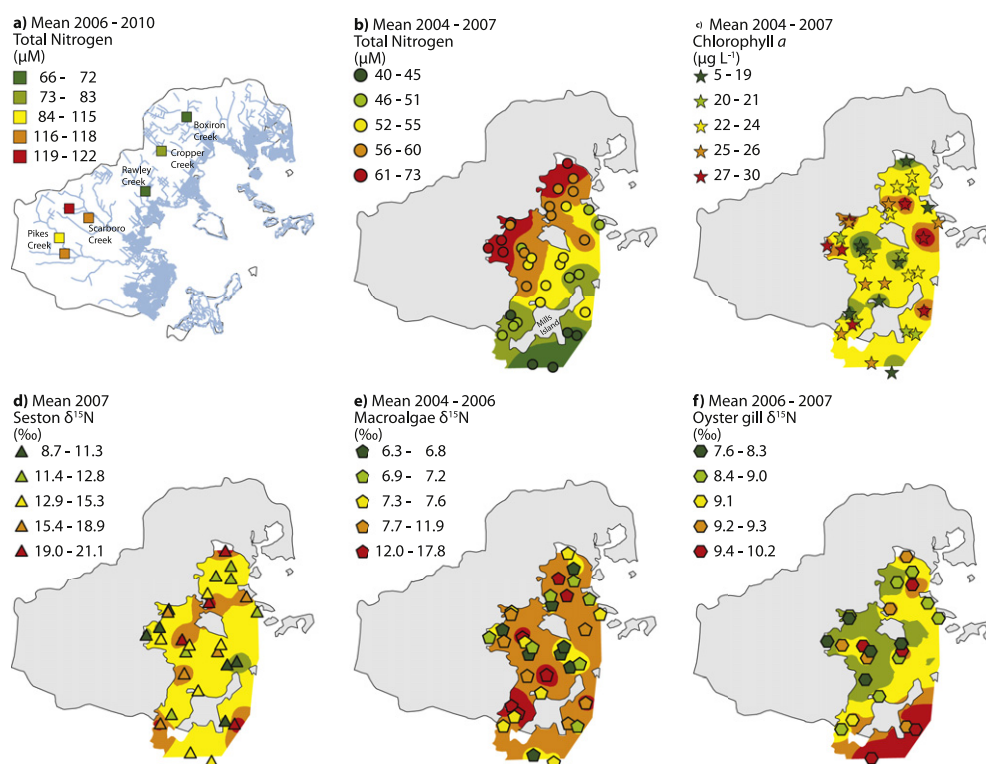 a) Mean 2006 - 2010
Total Nitrogen
(µM)
66 - 72
73 - 83
84 - 115
116 - 118
119 - 122
Boxiron
Creek
Cropper
Creek
Rawley
Creek
Scarboro
Creek
Pikes
Creek
b) Mean 2004 - 2007
Total Nitrogen
(µM)
40 - 45
46 - 51
52 - 55
56 - 60
61 - 73
Mills
Island
c) Mean 2004 - 2007
Chlorophyll a
(µg L⁻¹)
5 - 19
20 - 21
22 - 24
25 - 26
27 - 30
d) Mean 2007
Seston δ¹⁵N
(‰)
8.7 - 11.3
11.4 - 12.8
12.9 - 15.3
15.4 - 18.9
19.0 - 21.1
e) Mean 2004 - 2006
Macroalgae δ¹⁵N
(‰)
6.3 - 6.8
6.9 - 7.2
7.3 - 7.6
7.7 - 11.9
12.0 - 17.8
f) Mean 2006 - 2007
Oyster gill δ¹⁵N
(‰)
7.6 - 8.3
8.4 - 9.0
9.1
9.2 - 9.3
9.4 - 10.2